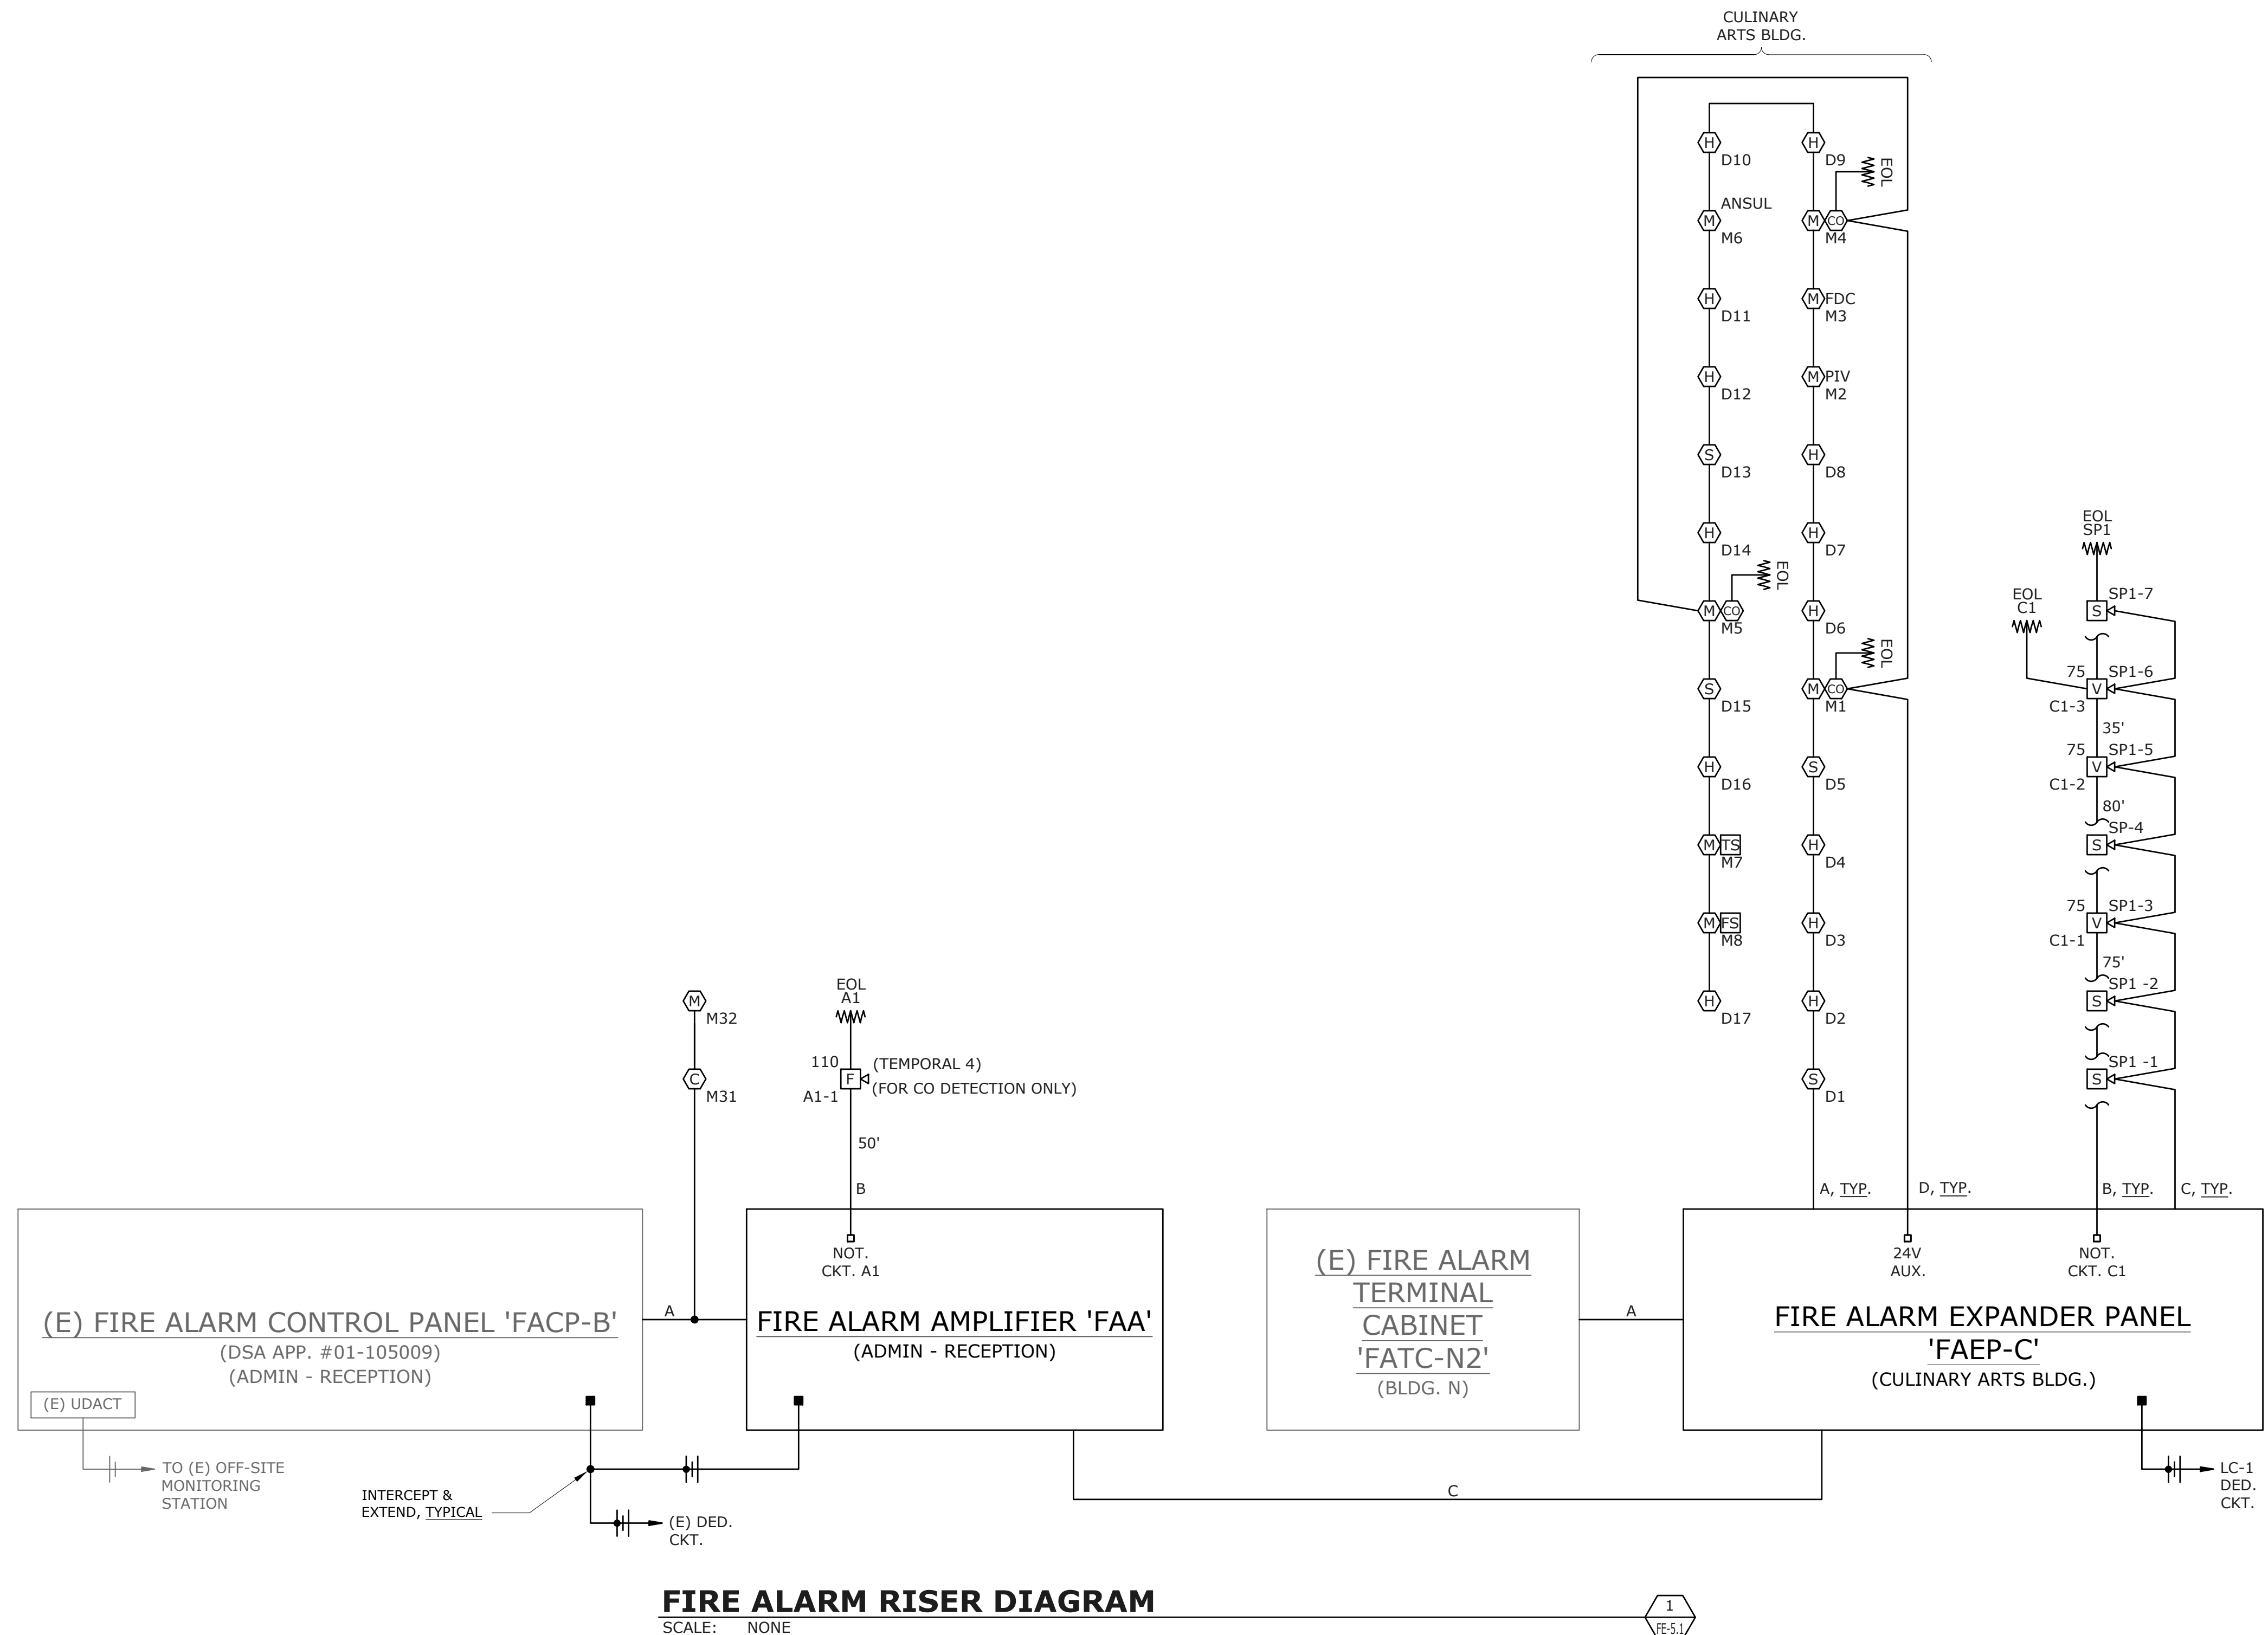 CULINARY
ARTS BLDG.
H
D10
H
D9
EOL
ANSUL
M
M6
M
CO
M4
H
D11
M
FDC
M3
H
D12
M
PIV
M2
S
D13
H
D8
H
D14
H
D7
EOL
M
CO
M5
H
D6
EOL
S
D15
M
CO
M1
H
D16
S
D5
M
TS
M7
H
D4
M
FS
M8
H
D3
H
D17
H
D2
S
D1
EOL
SP1
SP1-7
S
EOL
C1
75
SP1-6
V
C1-3
35'
75
SP1-5
V
C1-2
80'
SP-4
S
75
SP1-3
V
C1-1
75'
SP1 -2
S
SP1 -1
S
M
M32
C
M31
EOL
A1
110
(TEMPORAL 4)
F
(FOR CO DETECTION ONLY)
A1-1
50'
B
A, TYP.
D, TYP.
B, TYP.
C, TYP.
(E) FIRE ALARM CONTROL PANEL 'FACP-B'
(DSA APP. #01-105009)
(ADMIN - RECEPTION)
(E) UDACT
TO (E) OFF-SITE
MONITORING
STATION
A
NOT.
CKT. A1
FIRE ALARM AMPLIFIER 'FAA'
(ADMIN - RECEPTION)
INTERCEPT &
EXTEND, TYPICAL
(E) DED.
CKT.
(E) FIRE ALARM
TERMINAL
CABINET
'FATC-N2'
(BLDG. N)
A
24V
AUX.
NOT.
CKT. C1
FIRE ALARM EXPANDER PANEL
'FAEP-C'
(CULINARY ARTS BLDG.)
C
LC-1
DED.
CKT.
FIRE ALARM RISER DIAGRAM
SCALE: NONE
1
FE-5.1